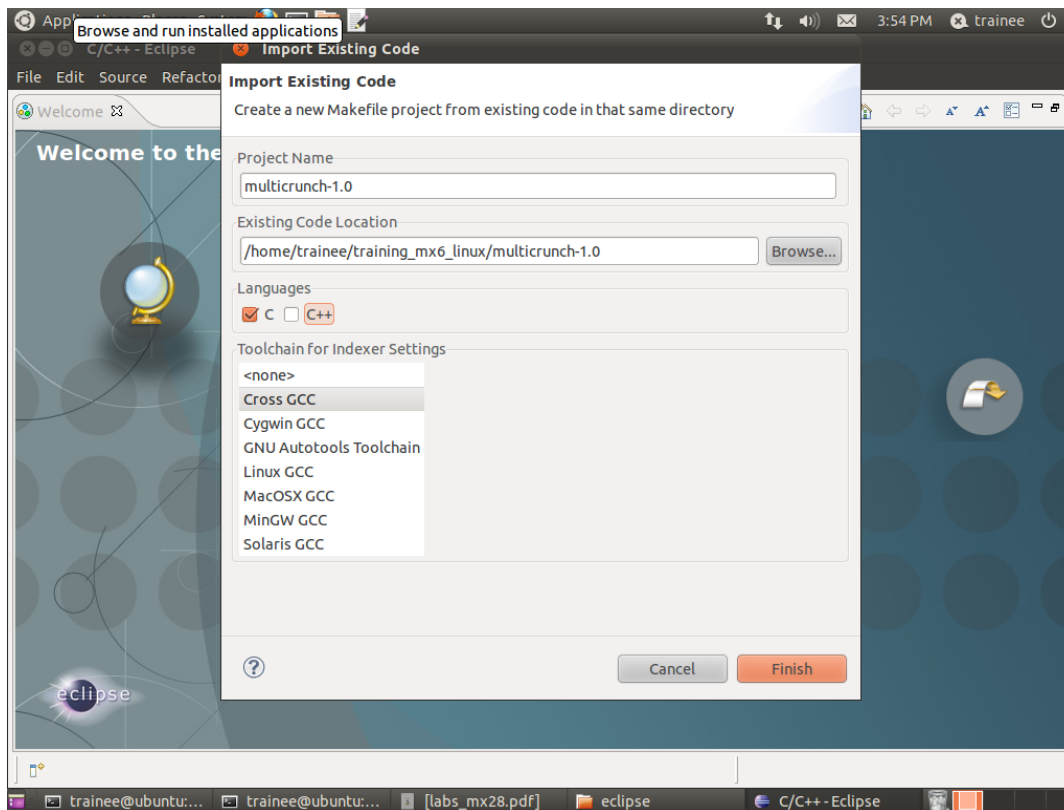 Appl
Browse and run installed applications
3:54 PM trainee
C/C++ - Eclipse
Import Existing Code
File Edit Source Refactor
Import Existing Code
Create a new Makefile project from existing code in that same directory
Welcome
Welcome to the
Project Name
multicrunch-1.0
Existing Code Location
/home/trainee/training_mx6_linux/multicrunch-1.0
Browse...
Languages
C C++
Toolchain for Indexer Settings
<none>
Cross GCC
Cygwin GCC
GNU Autotools Toolchain
Linux GCC
MacOSX GCC
MinGW GCC
Solaris GCC
Cancel Finish
eclipse
trainee@ubuntu:... trainee@ubuntu:... [labs_mx28.pdf] eclipse C/C++ - Eclipse